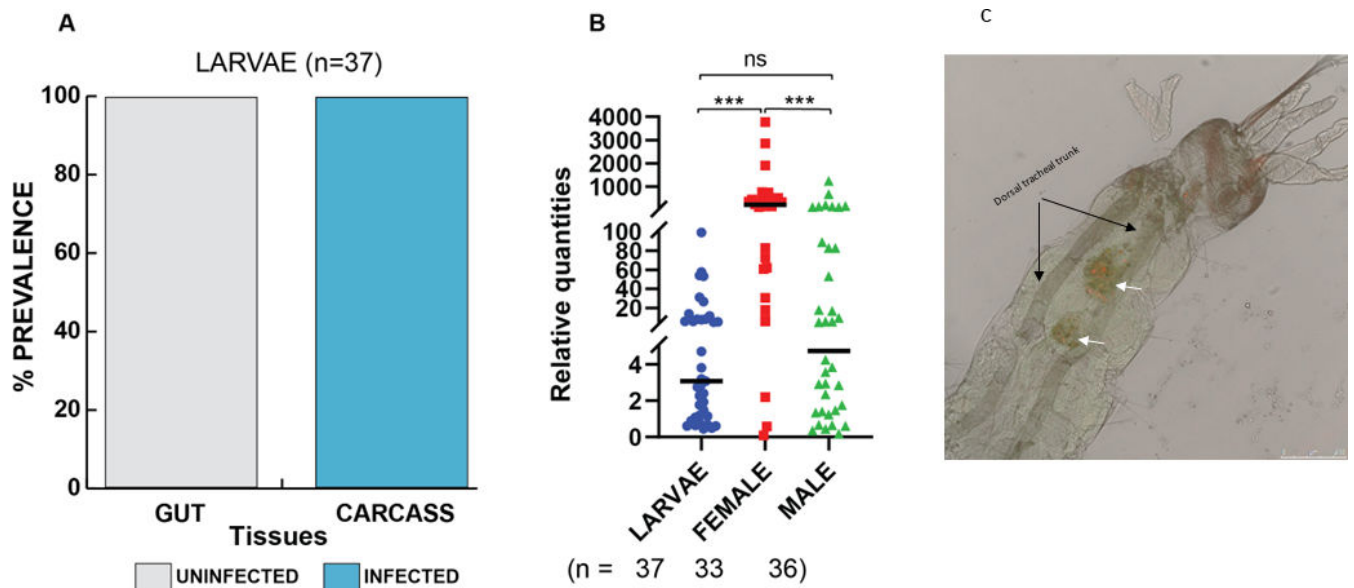 A
LARVAE (n=37)
% PREVALENCE
100
80
60
40
20
0
GUT
CARCASS
Tissues
UNINFECTED
INFECTED
B
ns
***
***
Relative quantities
4000
3000
2000
1000
100
80
60
40
20
4
2
0
LARVAE
FEMALE
MALE
(n = 37 33 36)
C
Dorsal tracheal trunk